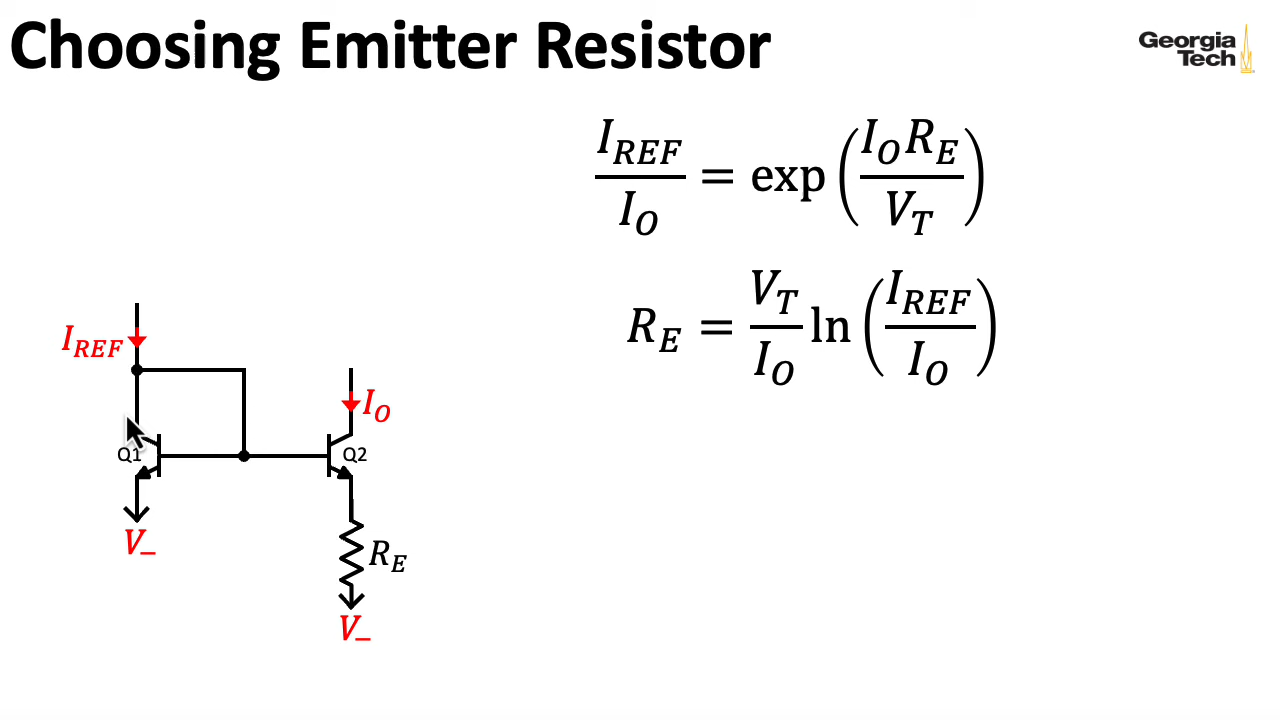 Choosing Emitter Resistor
Georgia
Tech
I_REF / I_O = exp ( I_O R_E / V_T )
R_E = V_T / I_O ln ( I_REF / I_O )
I_REF
I_O
Q1
Q2
V_
R_E
V_